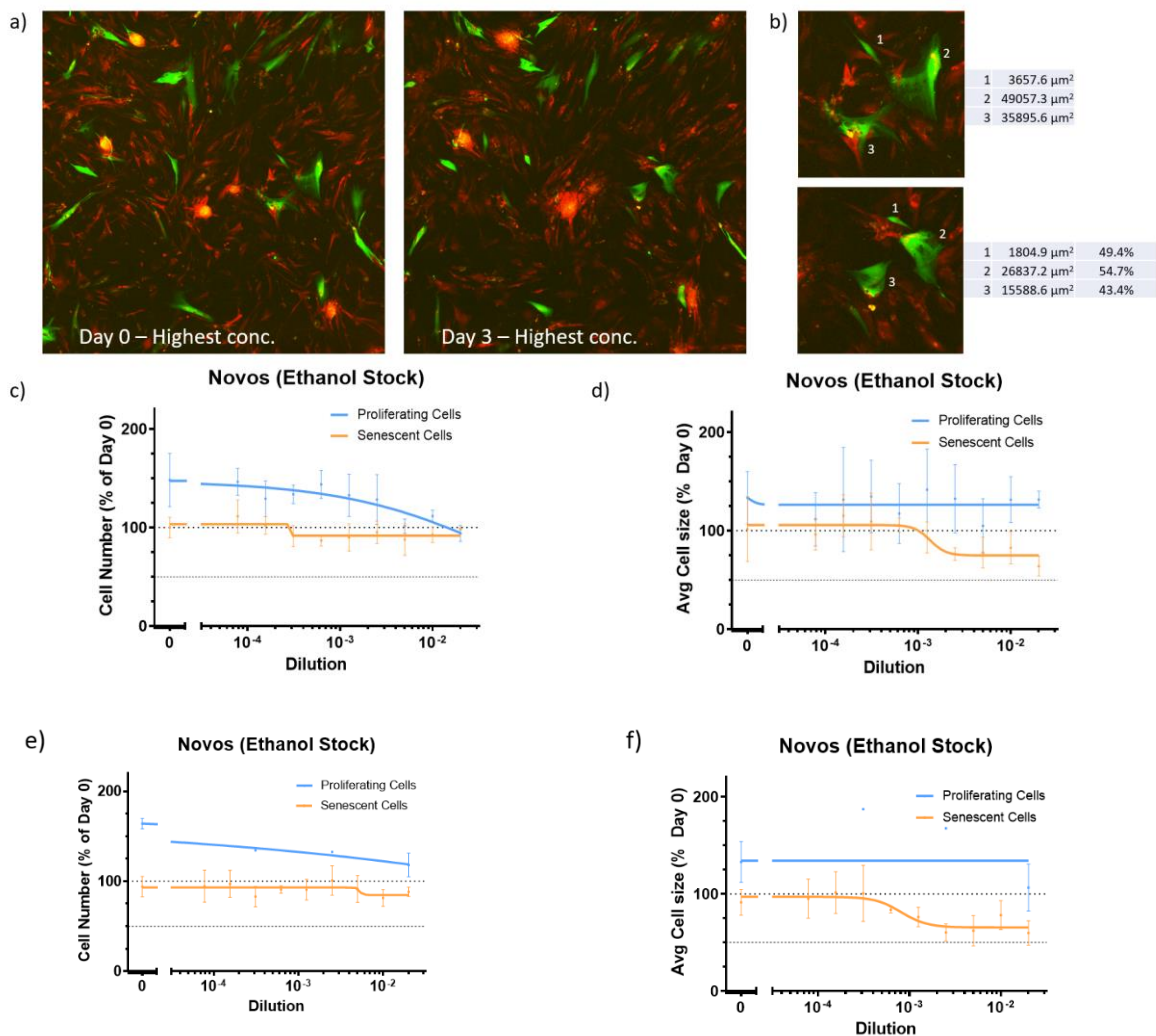 a)
Day 0 – Highest conc.
Day 3 – Highest conc.
b)
1
2
3
1 3657.6 µm²
2 49057.3 µm²
3 35895.6 µm²
1
2
3
1 1804.9 µm² 49.4%
2 26837.2 µm² 54.7%
3 15588.6 µm² 43.4%
c)
Novos (Ethanol Stock)
Proliferating Cells
Senescent Cells
Cell Number (% of Day 0)
200
100
0
0 10⁻⁴ 10⁻³ 10⁻²
Dilution
d)
Novos (Ethanol Stock)
Proliferating Cells
Senescent Cells
Avg Cell size (% Day 0)
200
100
0
0 10⁻⁴ 10⁻³ 10⁻²
Dilution
e)
Novos (Ethanol Stock)
Proliferating Cells
Senescent Cells
Cell Number (% of Day 0)
200
100
0
0 10⁻⁴ 10⁻³ 10⁻²
Dilution
f)
Novos (Ethanol Stock)
Proliferating Cells
Senescent Cells
Avg Cell size (% Day 0)
200
100
0
0 10⁻⁴ 10⁻³ 10⁻²
Dilution